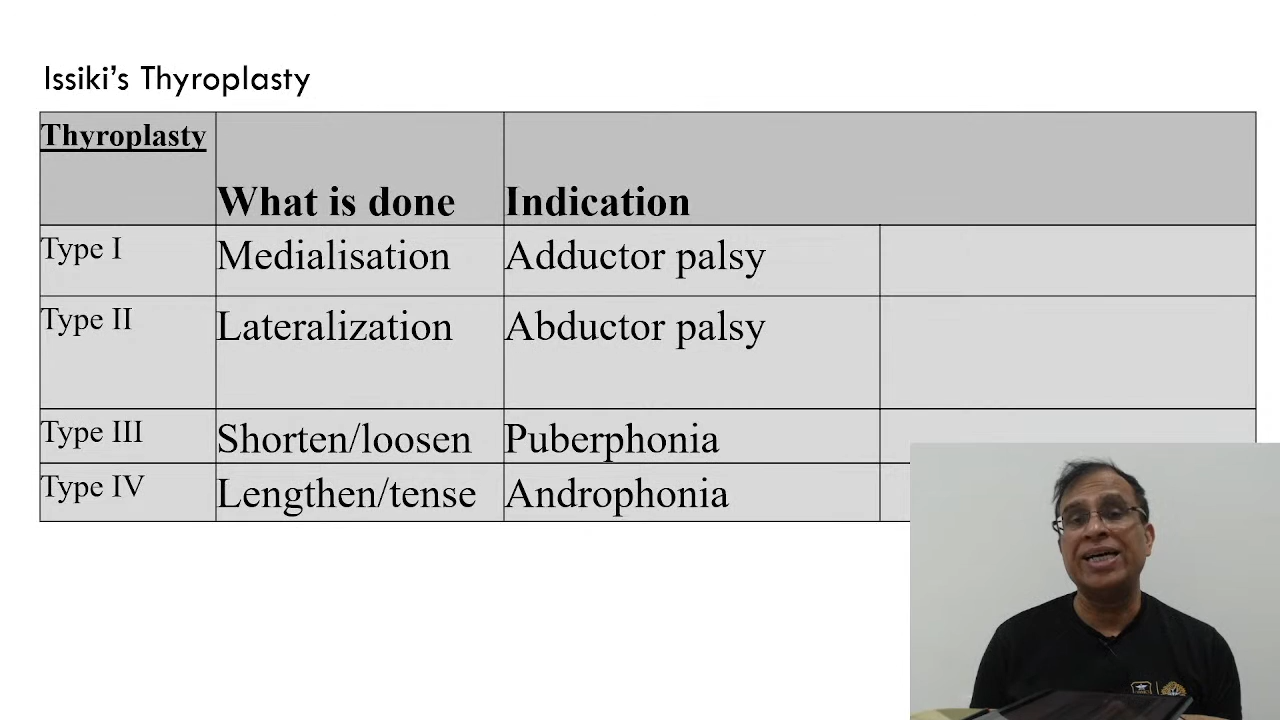 Issiki's Thyroplasty
Thyroplasty What is done Indication
Type I Medialisation Adductor palsy
Type II Lateralization Abductor palsy
Type III Shorten/loosen Puberphonia
Type IV Lengthen/tense Androphonia